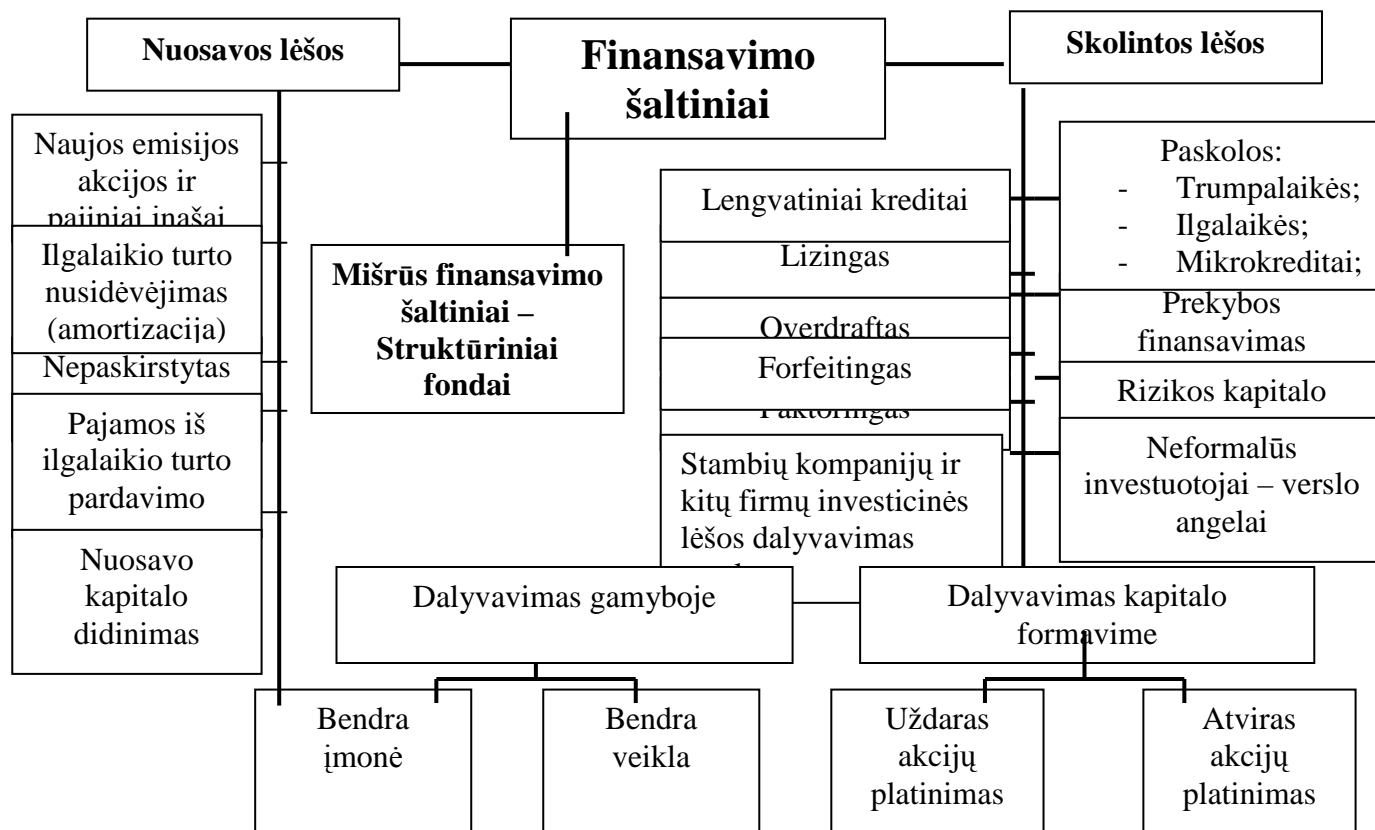 Nuosavos lėšos
Finansavimo
šaltiniai
Skolintos lėšos
Naujos emisijos
akcijos ir
pajiniai įnašai
Ilgalaikio turto
nusidėvėjimas
(amortizacija)
Nepaskirstytas
Pajamos iš
ilgalaikio turto
pardavimo
Nuosavo
kapitalo
didinimas
Mišrūs finansavimo
šaltiniai –
Struktūriniai
fondai
Lengvatiniai kreditai
Lizingas
Overdraftas
Forfeitingas
Faktoringas
Stambių kompanijų ir
kitų firmų investicinės
lėšos dalyvavimas
Paskolos:
- Trumpalaikės;
- Ilgalaikės;
- Mikrokreditai;
Prekybos
finansavimas
Rizikos kapitalo
Neformalūs
investuotojai – verslo
angelai
Dalyvavimas gamyboje
Dalyvavimas kapitalo
formavime
Bendra
įmonė
Bendra
veikla
Uždaras
akcijų
platinimas
Atviras
akcijų
platinimas